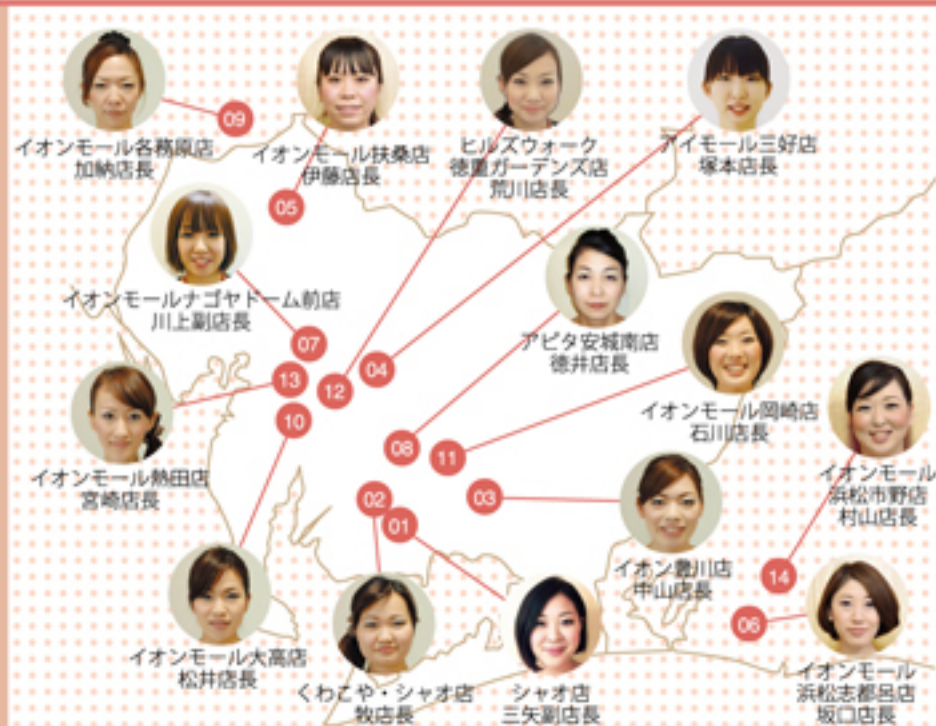 09
イオンモール各務原店
加納店長
イオンモール扶桑店
伊藤店長
05
ヒルズウォーク
徳重ガーデンズ店
荒川店長
アイモール三好店
塚本店長
イオンモールナゴヤドーム前店
川上副店長
07
アピタ安城南店
徳井店長
13
12
04
10
イオンモール岡崎店
石川店長
08
11
イオンモール熱田店
宮崎店長
イオンモール
浜松市野店
村山店長
02
01
03
イオン豊川店
中山店長
14
06
イオンモール大高店
松井店長
くわこや・シャオ店
牧店長
シャオ店
三矢副店長
イオンモール
浜松志都呂店
坂口店長